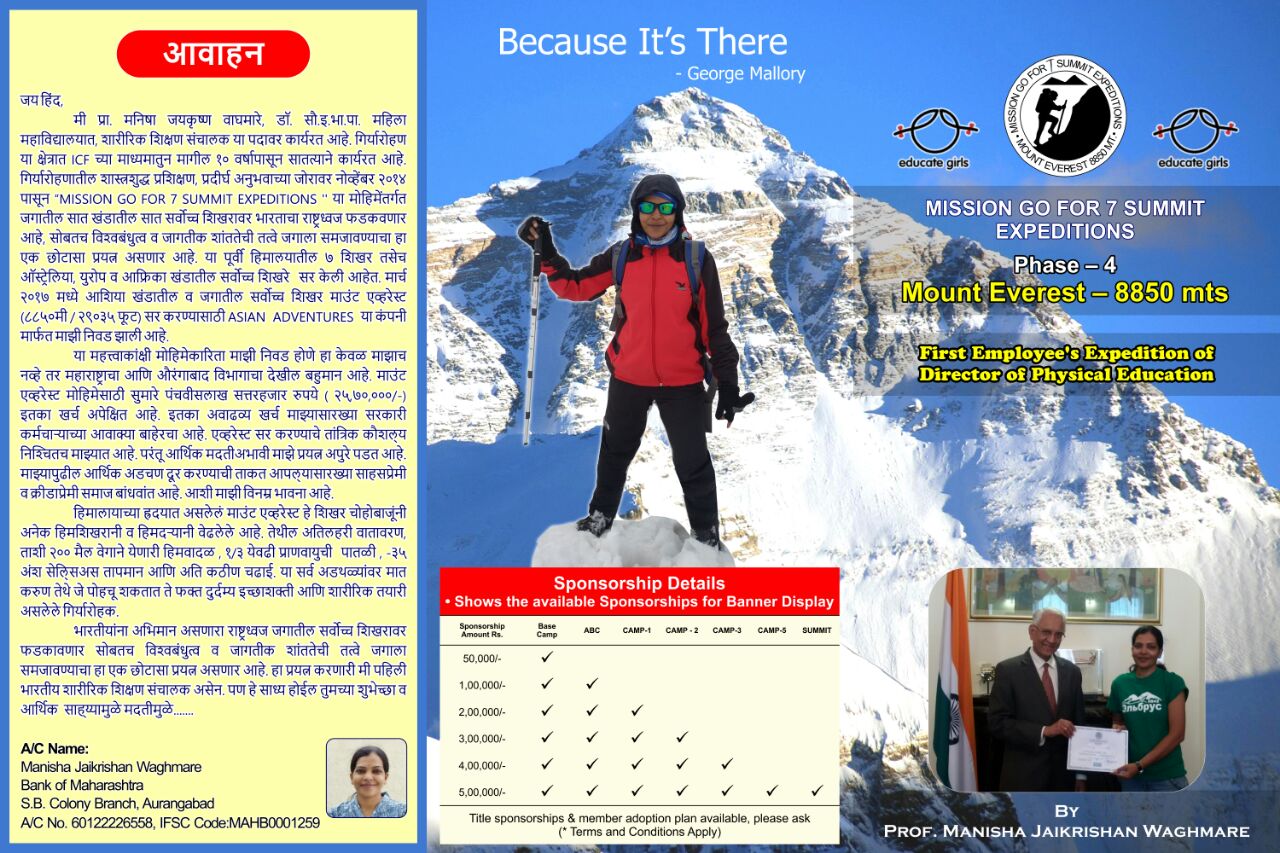 आवाहन
जय हिंद,
मी प्रा. मनिषा जयकृष्ण वाघमारे, डॉ. सौ.इ.भा.पा. महिला
महाविद्यालयात, शारीरिक शिक्षण संचालक या पदावर कार्यरत आहे. गिर्यारोहण
या क्षेत्रात ICF च्या माध्यमातुन मागील १० वर्षापासून सातत्याने कार्यरत आहे.
गिर्यारोहणातील शास्त्रशुद्ध प्रशिक्षण, प्रदीर्घ अनुभवाच्या जोरावर नोव्हेंबर २०१४
पासून "MISSION GO FOR 7 SUMMIT EXPEDITIONS " या मोहिमेंतर्गत
जगातील सात खंडातील सात सर्वोच्च शिखरावर भारताचा राष्ट्रध्वज फडकवणार
आहे, सोबतच विश्वबंधुत्व व जागतीक शांततेची तत्वे जगाला समजावण्याचा हा
एक छोटासा प्रयत्न असणार आहे. या पूर्वी हिमालयातील ७ शिखर तसेच
ऑस्ट्रेलिया, युरोप व आफ्रिका खंडातील सर्वोच्च शिखरे सर केली आहेत. मार्च
२०१७ मध्ये आशिया खंडातील व जगातील सर्वोच्च शिखर माउंट एव्हरेस्ट
(८८५०मी / २९०३५ फूट) सर करण्यासाठी ASIAN ADVENTURES या कंपनी
मार्फत माझी निवड झाली आहे.
या महत्त्वाकांक्षी मोहिमेकारिता माझी निवड होणे हा केवळ माझाच
नव्हे तर महाराष्ट्राचा आणि औरंगाबाद विभागाचा देखील बहुमान आहे. माउंट
एव्हरेस्ट मोहिमेसाठी सुमारे पंचवीसलाख सत्तरहजार रुपये ( २५,७०,०००/-)
इतका खर्च अपेक्षित आहे. इतका अवाढव्य खर्च माझ्यासारख्या सरकारी
कर्मचाऱ्याच्या आवाक्या बाहेरचा आहे. एव्हरेस्ट सर करण्याचे तांत्रिक कौशल्य
निश्चितच माझ्यात आहे. परंतू आर्थिक मदतीअभावी माझे प्रयत्न अपुरे पडत आहे.
माझ्यापुढील आर्थिक अडचण दूर करण्याची ताकत आपल्यासारख्या साहसप्रेमी
व क्रीडाप्रेमी समाज बांधवांत आहे. आशी माझी विनम्र भावना आहे.
हिमालायाच्या ह्रदयात असलेलं माउंट एव्हरेस्ट हे शिखर चोहोबाजूंनी
अनेक हिमशिखरानी व हिमदऱ्यानी वेढलेले आहे. तेथील अतिलहरी वातावरण,
ताशी २०० मैल वेगाने येणारी हिमवादळ , १/३ येवढी प्राणवायुची पातळी , -३५
अंश सेल्सिअस तापमान आणि अति कठीण चढाई. या सर्व अडथळ्यांवर मात
करुण तेथे जे पोहचू शकतात ते फक्त दुर्दम्य इच्छाशक्ती आणि शारीरिक तयारी
असलेले गिर्यारोहक.
भारतीयांना अभिमान असणारा राष्ट्रध्वज जगातील सर्वोच्च शिखरावर
फडकावणार सोबतच विश्वबंधुत्व व जागतीक शांततेची तत्वे जगाला
समजावण्याचा हा एक छोटासा प्रयत्न असणार आहे. हा प्रयत्न करणारी मी पहिली
भारतीय शारीरिक शिक्षण संचालक असेन. पण हे साध्य होईल तुमच्या शुभेच्छा व
आर्थिक साह्य्यामुळे मदतीमुळे.......
A/C Name:
Manisha Jaikrishan Waghmare
Bank of Maharashtra
S.B. Colony Branch, Aurangabad
A/C No. 60122226558, IFSC Code:MAHB0001259
Because It's There
- George Mallory
Sponsorship Details
• Shows the available Sponsorships for Banner Display
Sponsorship Amount Rs. Base Camp ABC CAMP-1 CAMP - 2 CAMP-3 CAMP-5 SUMMIT
50,000/- ✓
1,00,000/- ✓ ✓
2,00,000/- ✓ ✓ ✓
3,00,000/- ✓ ✓ ✓ ✓
4,00,000/- ✓ ✓ ✓ ✓ ✓
5,00,000/- ✓ ✓ ✓ ✓ ✓ ✓ ✓
Title sponsorships & member adoption plan available, please ask
(* Terms and Conditions Apply)
educate girls
• MISSION GO FOR 7 SUMMIT EXPEDITIONS •
MOUNT EVEREST 8850 MT.
educate girls
MISSION GO FOR 7 SUMMIT
EXPEDITIONS
Phase – 4
Mount Everest – 8850 mts
First Employee's Expedition of
Director of Physical Education
Эльбрус
By
Prof. Manisha Jaikrishan Waghmare